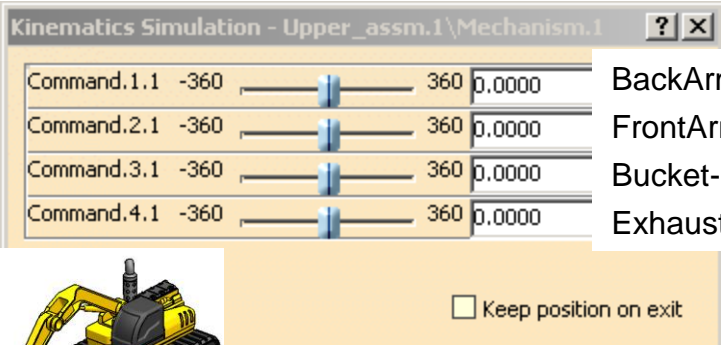 Kinematics Simulation - Upper_assm.1\Mechanism.1
Command.1.1 -360 360 0.0000
Command.2.1 -360 360 0.0000
Command.3.1 -360 360 0.0000
Command.4.1 -360 360 0.0000
Bucket-
Exhaust
Keep position on exit